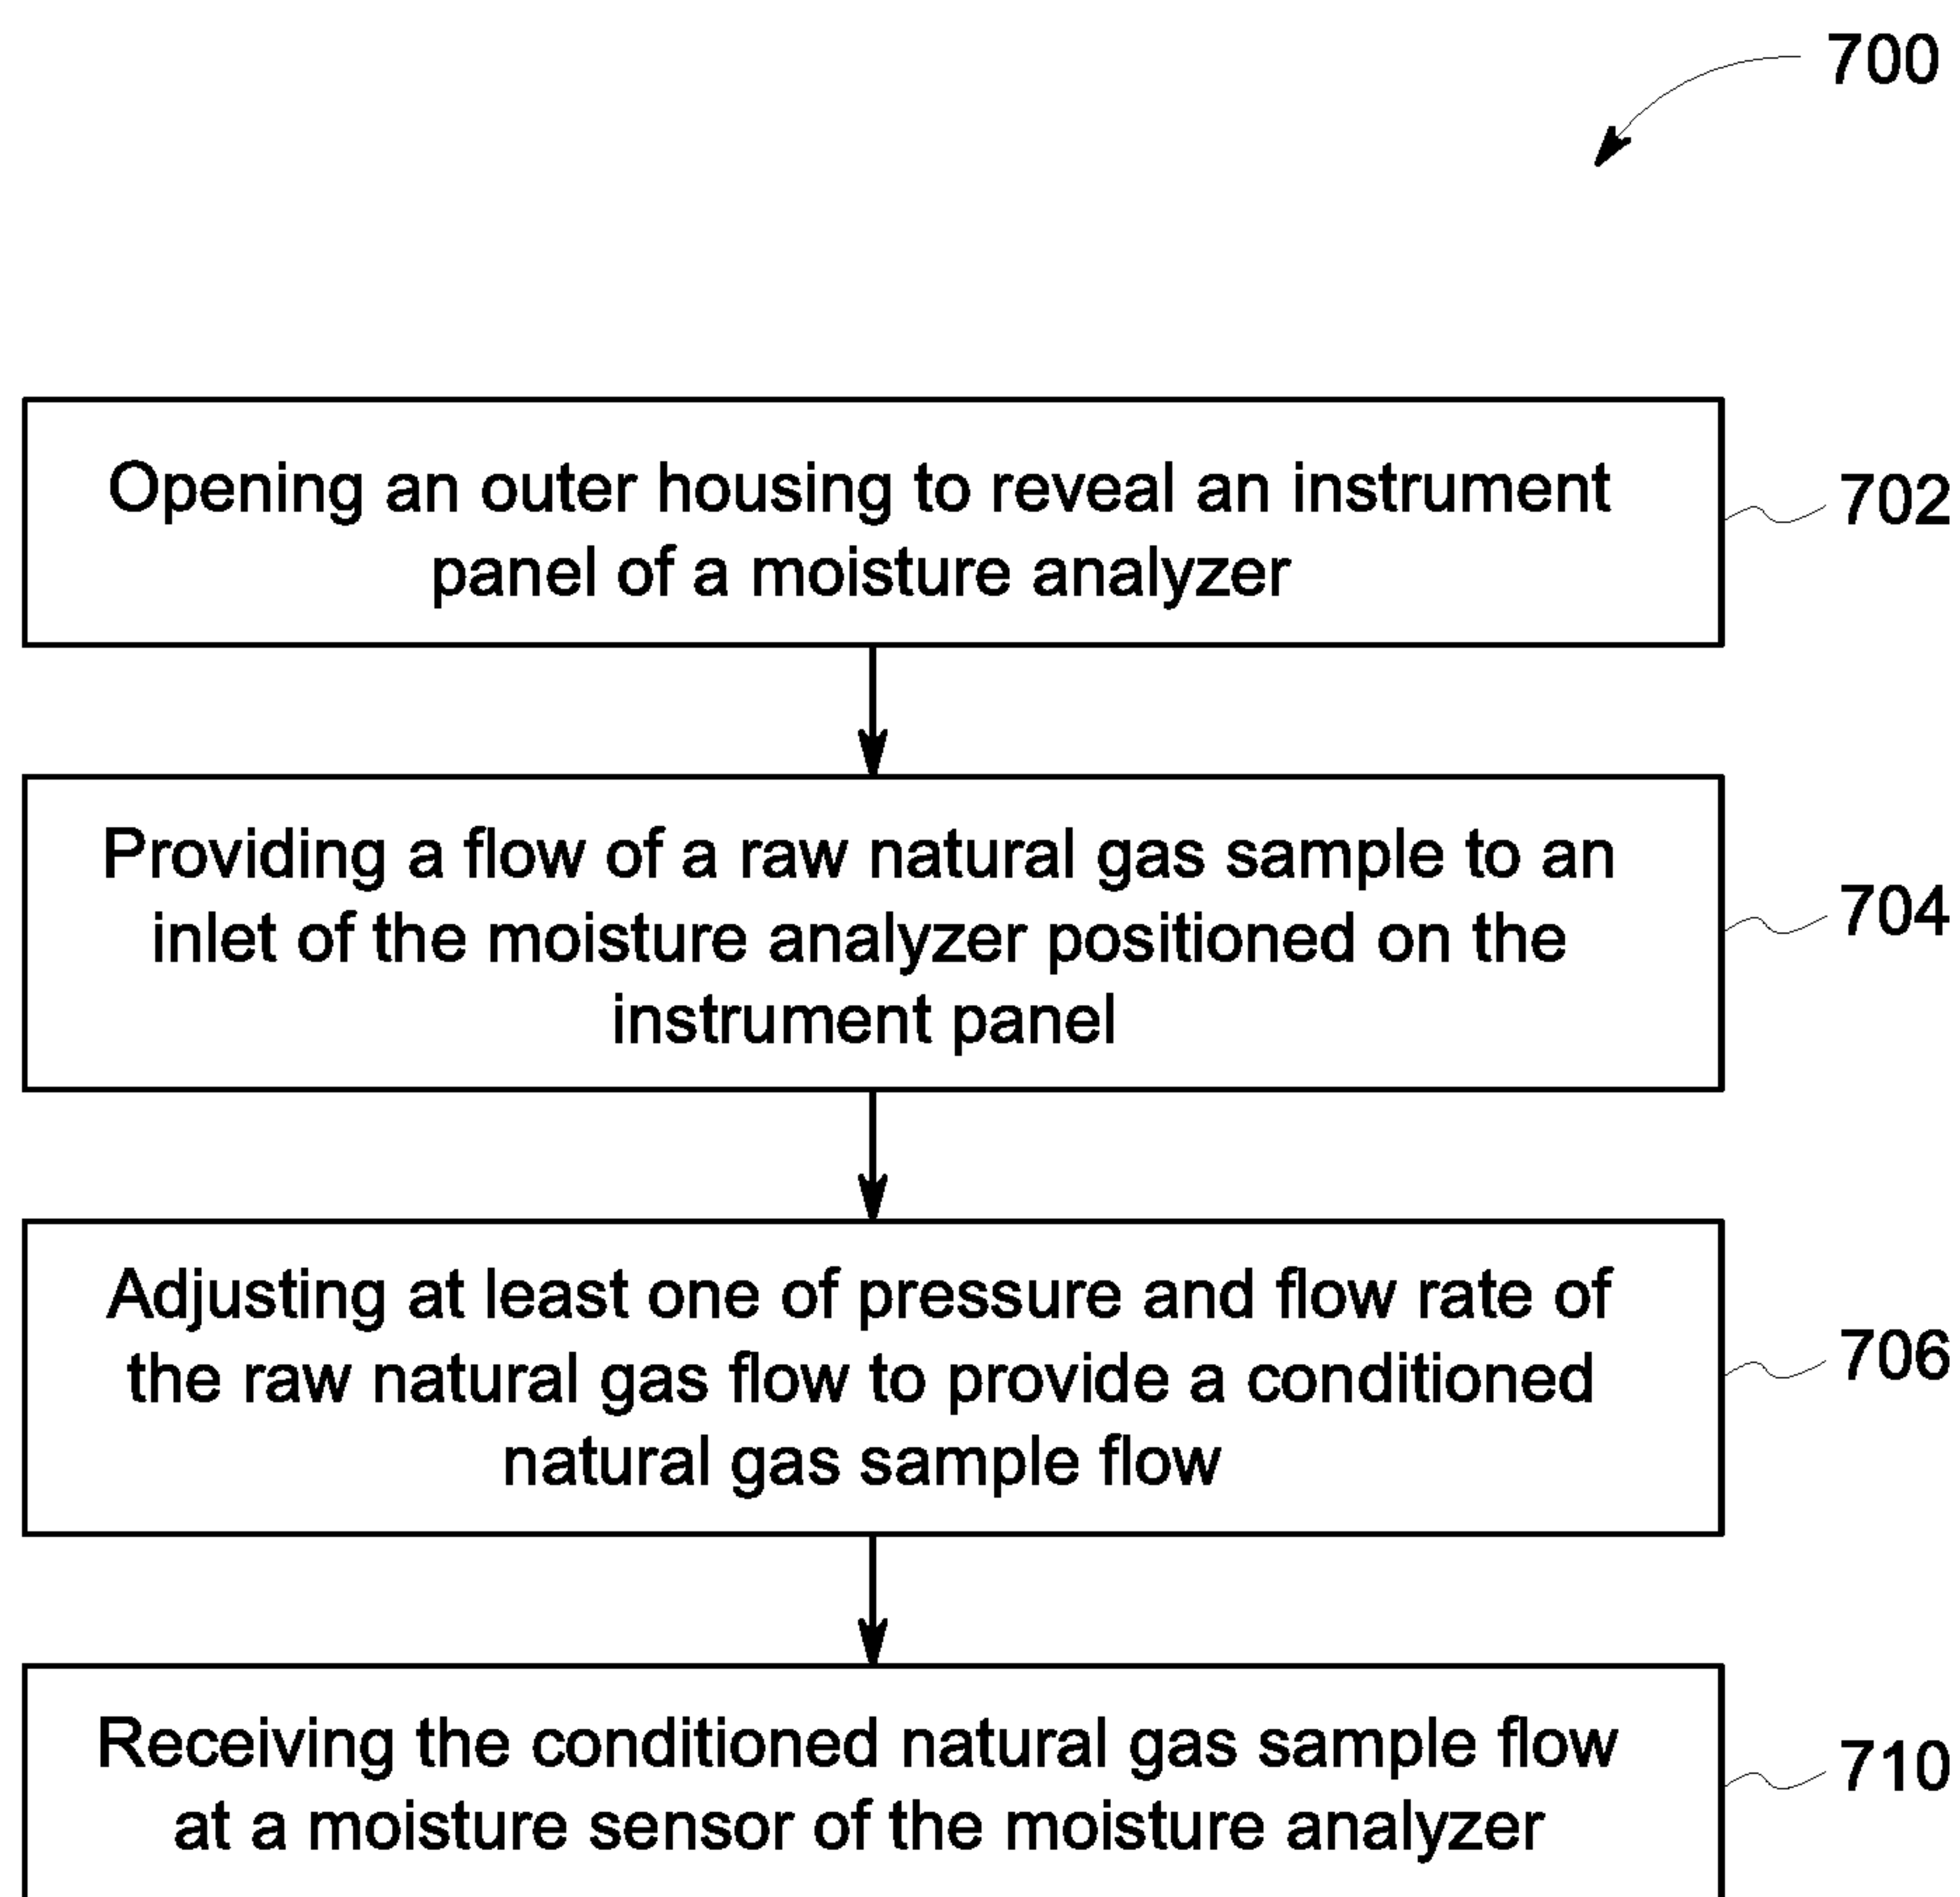 700
Opening an outer housing to reveal an instrument
panel of a moisture analyzer
702
Providing a flow of a raw natural gas sample to an
inlet of the moisture analyzer positioned on the
instrument panel
704
Adjusting at least one of pressure and flow rate of
the raw natural gas flow to provide a conditioned
natural gas sample flow
706
Receiving the conditioned natural gas sample flow
at a moisture sensor of the moisture analyzer
710